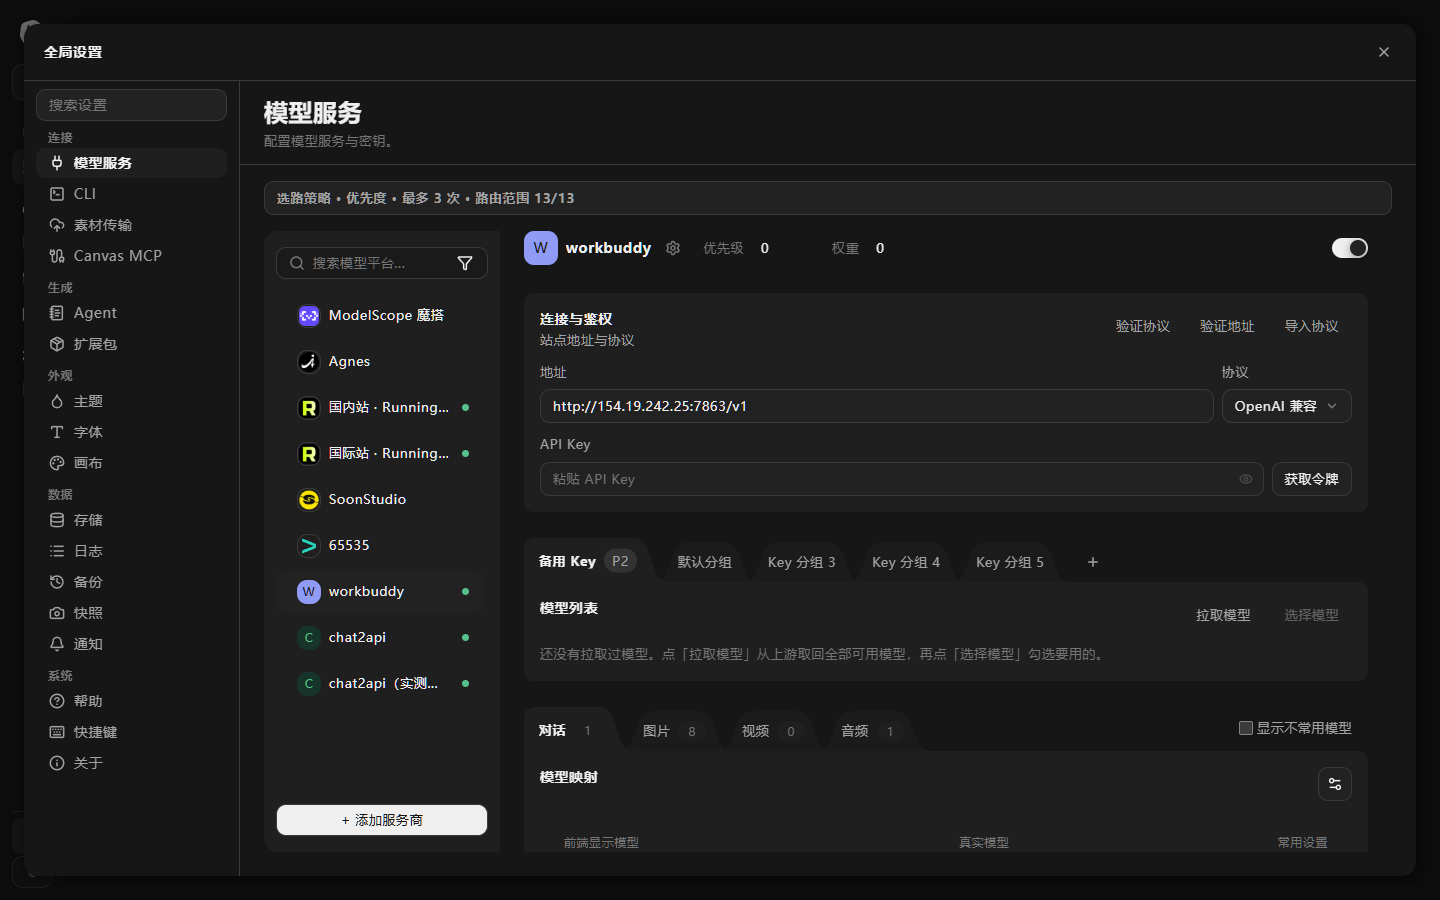 全局设置
搜索设置
连接
模型服务
CLI
素材传输
Canvas MCP
生成
Agent
扩展包
外观
主题
字体
画布
数据
存储
日志
备份
快照
通知
系统
帮助
快捷键
关于
模型服务
配置模型服务与密钥。
选路策略 • 优先度 • 最多 3 次 • 路由范围 13/13
搜索模型平台...
ModelScope 魔搭
Agnes
国内站 · Running...
国际站 · Running...
SoonStudio
65535
W workbuddy
C chat2api
C chat2api（实测...
+ 添加服务商
W workbuddy 优先级 0 权重 0
连接与鉴权
站点地址与协议
验证协议 验证地址 导入协议
地址 协议
http://154.19.242.25:7863/v1 OpenAI 兼容
API Key
粘贴 API Key 获取令牌
备用 Key P2 默认分组 Key 分组 3 Key 分组 4 Key 分组 5 +
模型列表
拉取模型 选择模型
还没有拉取过模型。点「拉取模型」从上游取回全部可用模型，再点「选择模型」勾选要用的。
对话 1 图片 8 视频 0 音频 1 显示不常用模型
模型映射
前端显示模型 真实模型 常用设置